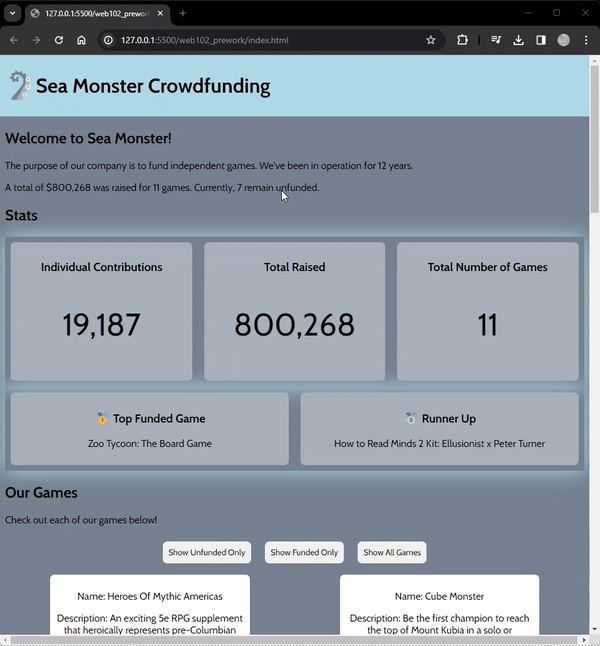 127.0.0.1:5500/web102_prework/i
127.0.0.1:5500/web102_prework/index.html
Sea Monster Crowdfunding
Welcome to Sea Monster!
The purpose of our company is to fund independent games. We've been in operation for 12 years.
A total of $800,268 was raised for 11 games. Currently, 7 remain unfunded.
Stats
Individual Contributions
Total Raised
Total Number of Games
19,187
800,268
11
Top Funded Game
Runner Up
Zoo Tycoon: The Board Game
How to Read Minds 2 Kit: Ellusionist x Peter Turner
Our Games
Check out each of our games below!
Show Unfunded Only
Show Funded Only
Show All Games
Name: Heroes Of Mythic Americas
Name: Cube Monster
Description: An exciting 5e RPG supplement
that heroically represents pre-Columbian
Description: Be the first champion to reach
the top of Mount Kubia in a solo or